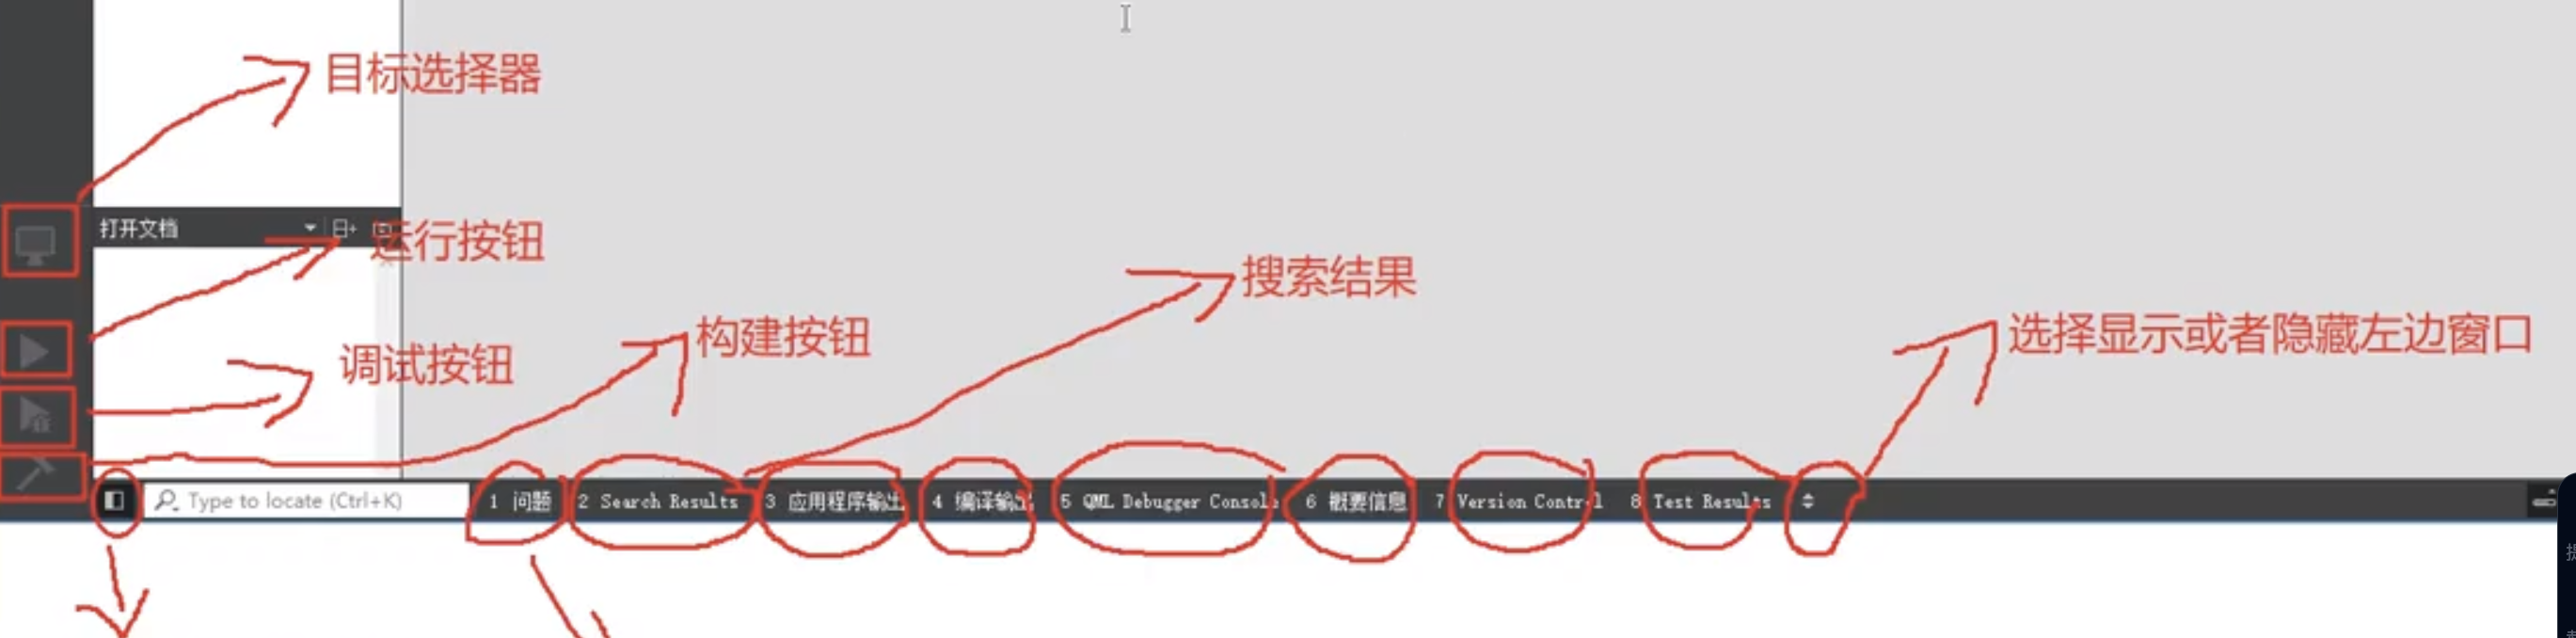 目标选择器
打开文档
运行按钮
搜索结果
构建按钮
选择显示或者隐藏左边窗口
调试按钮
Type to locate (Ctrl+K)
1 问题
2 Search Results
3 应用程序输出
4 编译输出
5 QML Debugger Console
6 概要信息
7 Version Control
8 Test Results